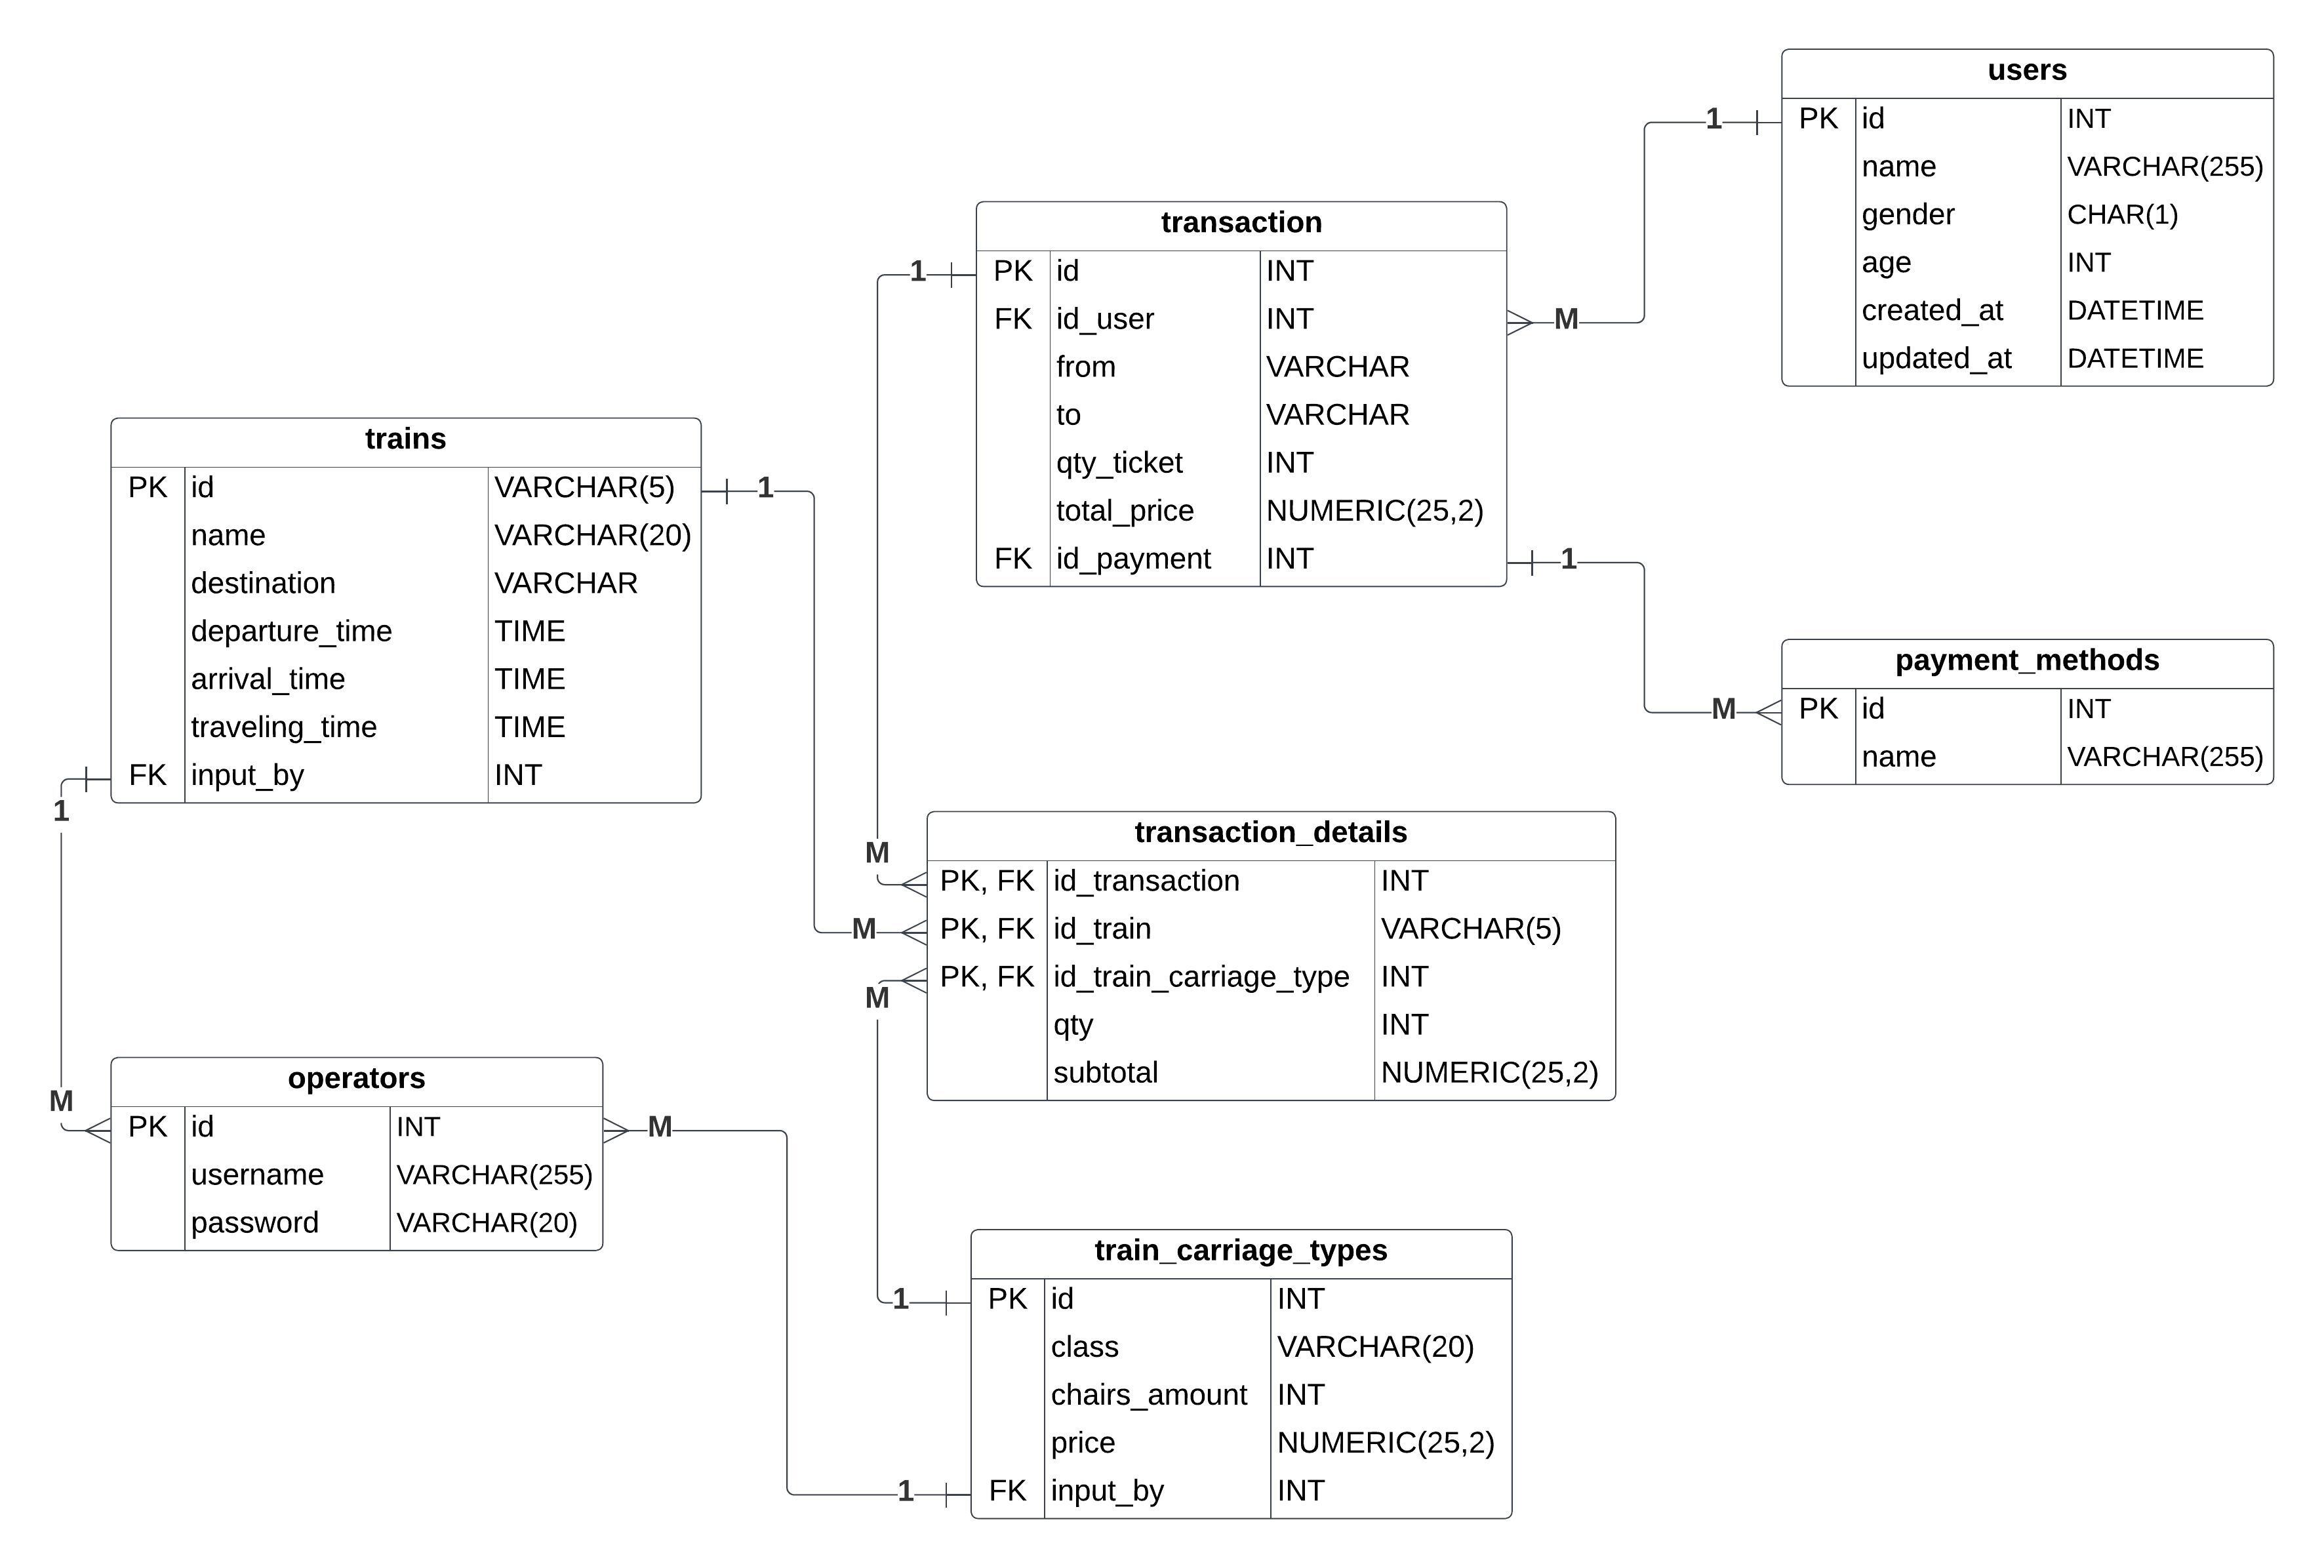 users
PK id INT
name VARCHAR(255)
gender CHAR(1)
age INT
created_at DATETIME
updated_at DATETIME
1
M
transaction
PK id INT
FK id_user INT
from VARCHAR
to VARCHAR
qty_ticket INT
total_price NUMERIC(25,2)
FK id_payment INT
1
1
M
payment_methods
PK id INT
name VARCHAR(255)
trains
PK id VARCHAR(5)
name VARCHAR(20)
destination VARCHAR
departure_time TIME
arrival_time TIME
traveling_time TIME
FK input_by INT
1
1
M
transaction_details
PK, FK id_transaction INT
PK, FK id_train VARCHAR(5)
PK, FK id_train_carriage_type INT
qty INT
subtotal NUMERIC(25,2)
M
M
M
operators
PK id INT
username VARCHAR(255)
password VARCHAR(20)
M
train_carriage_types
PK id INT
class VARCHAR(20)
chairs_amount INT
price NUMERIC(25,2)
FK input_by INT
1
1